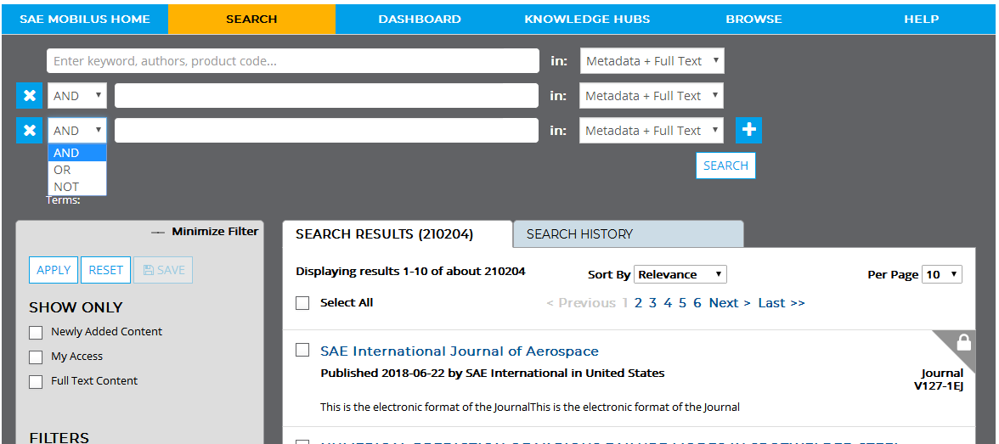 SAE MOBILUS HOME SEARCH DASHBOARD KNOWLEDGE HUBS BROWSE HELP
Enter keyword, authors, product code... in: Metadata + Full Text
AND in: Metadata + Full Text
AND in: Metadata + Full Text
AND
OR
NOT
SEARCH
Terms:
Minimize Filter
APPLY RESET SAVE
SHOW ONLY
Newly Added Content
My Access
Full Text Content
FILTERS
SEARCH RESULTS (210204) SEARCH HISTORY
Displaying results 1-10 of about 210204 Sort By Relevance Per Page 10
Select All < Previous 1 2 3 4 5 6 Next > Last >>
SAE International Journal of Aerospace
Published 2018-06-22 by SAE International in United States
Journal
V127-1EJ
This is the electronic format of the JournalThis is the electronic format of the Journal